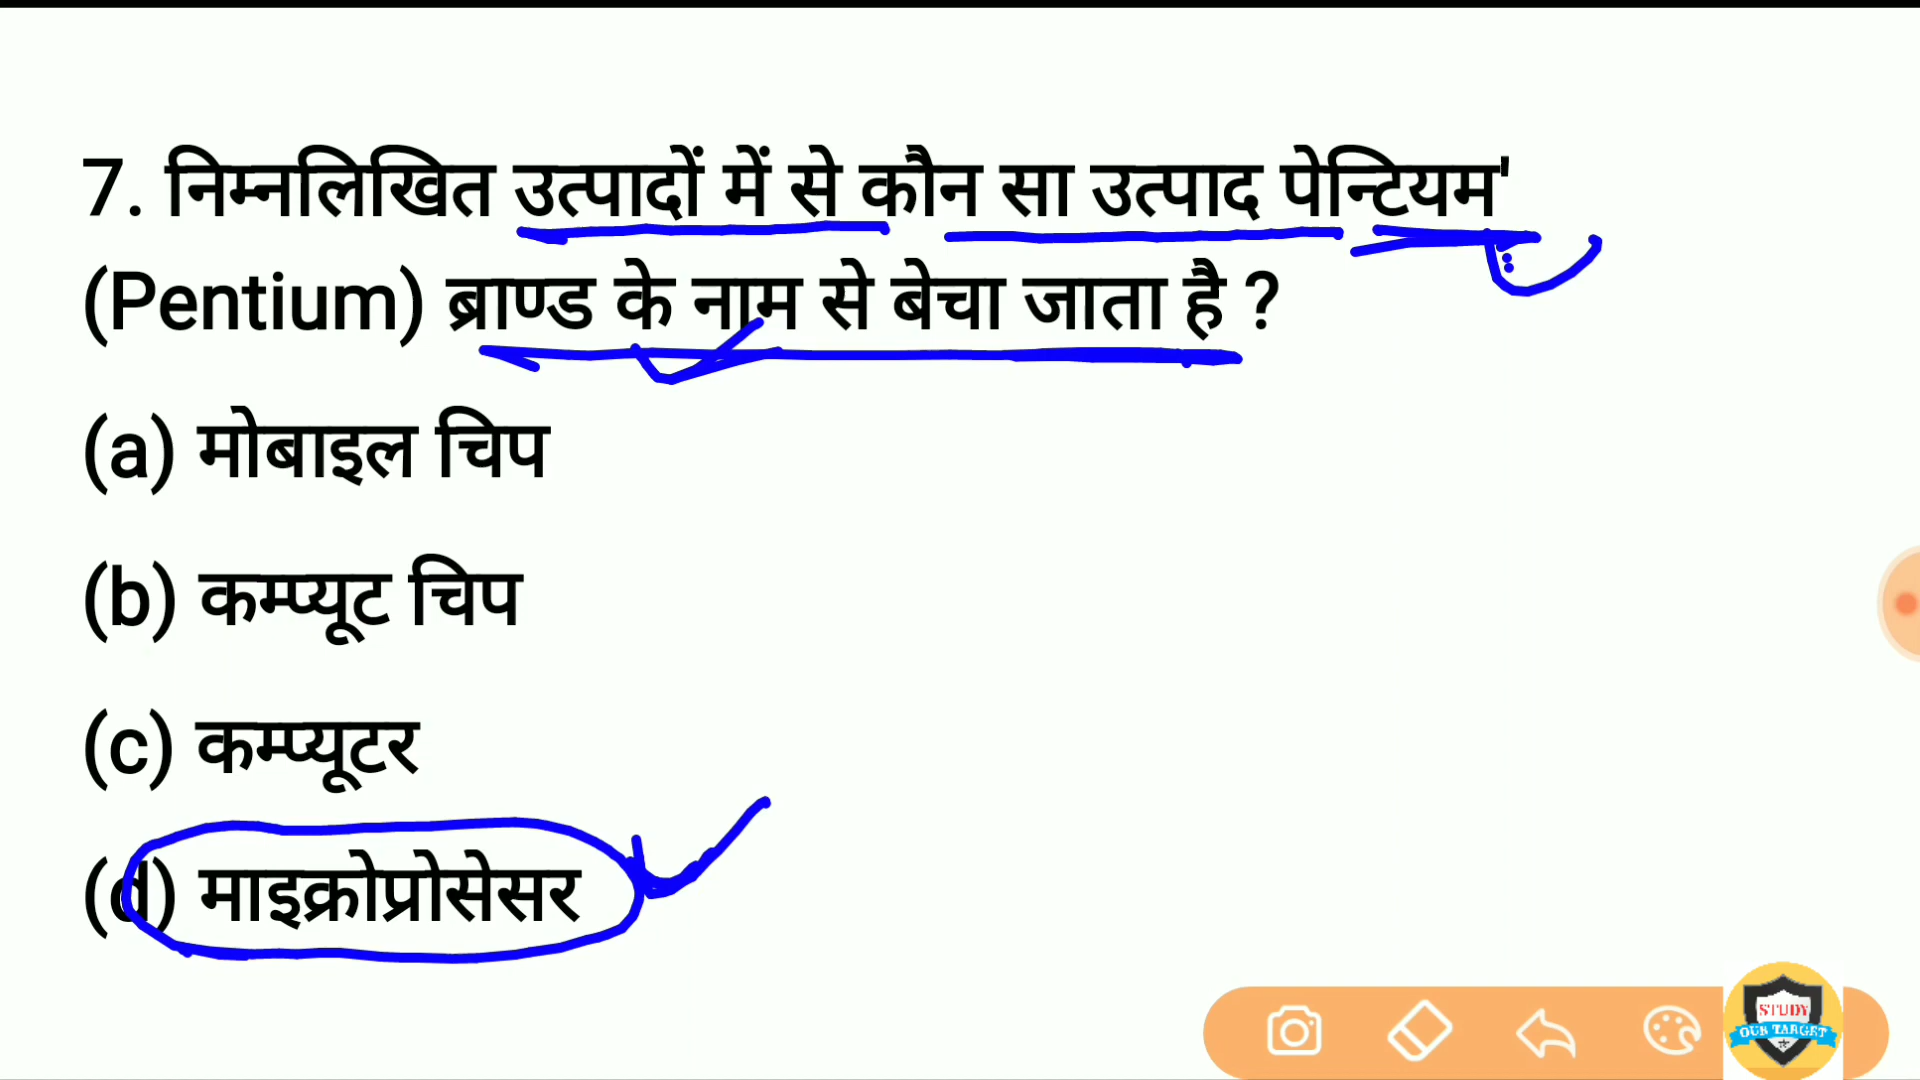 7. निम्नलिखित उत्पादों में से कौन सा उत्पाद पेन्टियम'
(Pentium) ब्राण्ड के नाम से बेचा जाता है ?
(a) मोबाइल चिप
(b) कम्प्यूट चिप
(c) कम्प्यूटर
(d) माइक्रोप्रोसेसर
STUDY
OUR TARGET